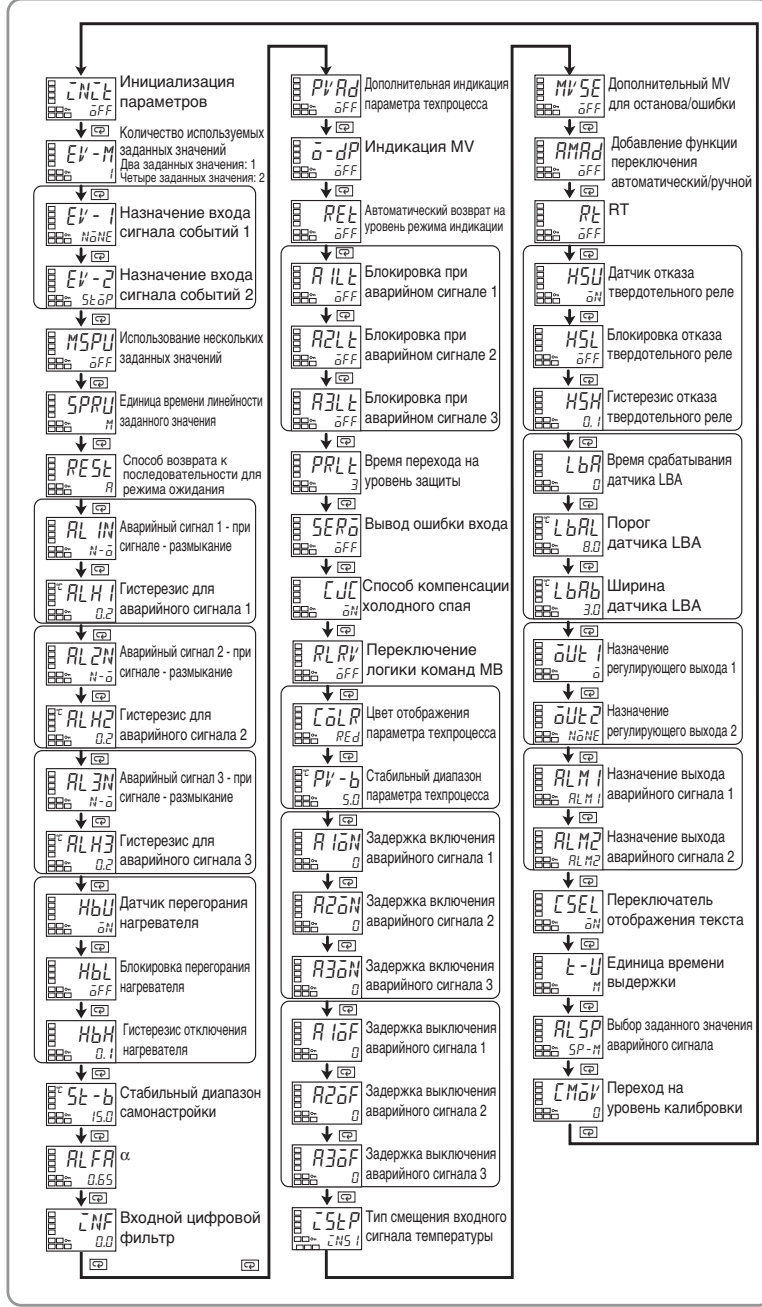 INIT
OFF
Инициализация
параметров
EV-M
1
Количество используемых
заданных значений
Два заданных значения: 1
Четыре заданных значения: 2
EV-1
NONE
Назначение входа
сигнала событий 1
EV-2
STOP
Назначение входа
сигнала событий 2
MSPU
OFF
Использование нескольких
заданных значений
SPRU
M
Единица времени линейности
заданного значения
REST
A
Способ возврата к
последовательности для
режима ожидания
AL1N
N-O
Аварийный сигнал 1 - при
сигнале - размыкание
°C
ALH1
0.2
Гистерезис для
аварийного сигнала 1
AL2N
N-O
Аварийный сигнал 2 - при
сигнале - размыкание
°C
ALH2
0.2
Гистерезис для
аварийного сигнала 2
AL3N
N-O
Аварийный сигнал 3 - при
сигнале - размыкание
°C
ALH3
0.2
Гистерезис для
аварийного сигнала 3
HBU
ON
Датчик перегорания
нагревателя
HBL
OFF
Блокировка перегорания
нагревателя
HBH
0.1
Гистерезис отключения
нагревателя
°C
ST-B
15.0
Стабильный диапазон
самонастройки
ALFA
0.65
α
INF
0.0
Входной цифровой
фильтр
PVAD
OFF
Дополнительная индикация
параметра техпроцесса
O-DP
OFF
Индикация MV
RET
OFF
Автоматический возврат на
уровень режима индикации
A1LT
OFF
Блокировка при
аварийном сигнале 1
A2LT
OFF
Блокировка при
аварийном сигнале 2
A3LT
OFF
Блокировка при
аварийном сигнале 3
PRLT
3
Время перехода на
уровень защиты
SERO
OFF
Вывод ошибки входа
CJC
ON
Способ компенсации
холодного спая
RLRV
OFF
Переключение
логики команд MB
COLR
RED
Цвет отображения
параметра техпроцесса
°C
PV-B
5.0
Стабильный диапазон
параметра техпроцесса
A1ON
0
Задержка включения
аварийного сигнала 1
A2ON
0
Задержка включения
аварийного сигнала 2
A3ON
0
Задержка включения
аварийного сигнала 3
A1OF
0
Задержка выключения
аварийного сигнала 1
A2OF
0
Задержка выключения
аварийного сигнала 2
A3OF
0
Задержка выключения
аварийного сигнала 3
ISTP
INS1
Тип смещения входного
сигнала температуры
MVSE
OFF
Дополнительный MV
для останова/ошибки
AMAD
OFF
Добавление функции
переключения
автоматический/ручной
RT
OFF
RT
HSU
ON
Датчик отказа
твердотельного реле
HSL
OFF
Блокировка отказа
твердотельного реле
HSH
0.1
Гистерезис отказа
твердотельного реле
LBA
0
Время срабатывания
датчика LBA
°C
LBAL
8.0
Порог
датчика LBA
°C
LBAB
3.0
Ширина
датчика LBA
OUT1
O
Назначение
регулирующего выхода 1
OUT2
NONE
Назначение
регулирующего выхода 2
ALM1
ALM1
Назначение выхода
аварийного сигнала 1
ALM2
ALM2
Назначение выхода
аварийного сигнала 2
CSEL
ON
Переключатель
отображения текста
T-U
M
Единица времени
выдержки
ALSP
SP-M
Выбор заданного значения
аварийного сигнала
CMOV
0
Переход на
уровень калибровки